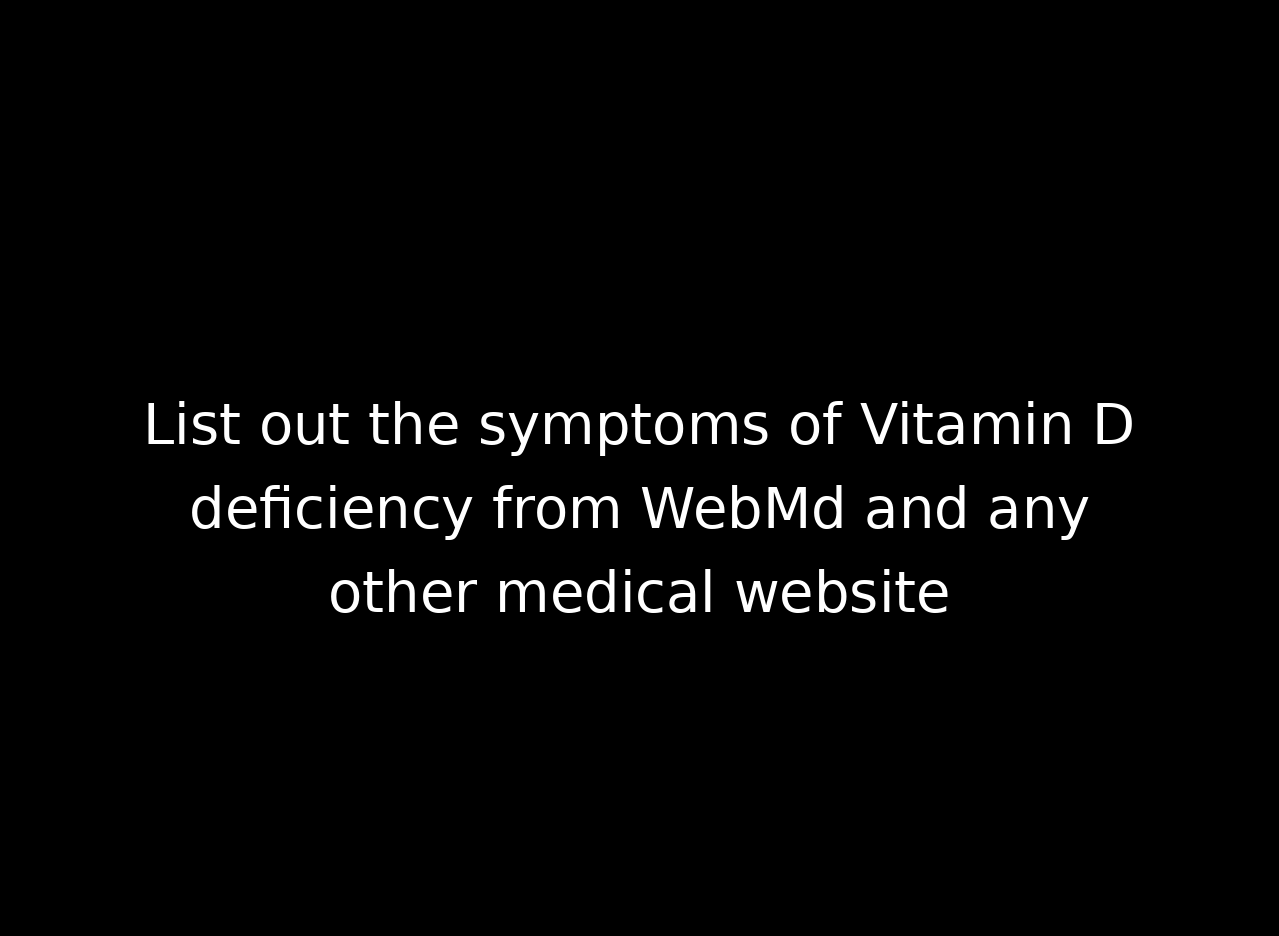 List out the symptoms of Vitamin D
deficiency from WebMd and any
other medical website